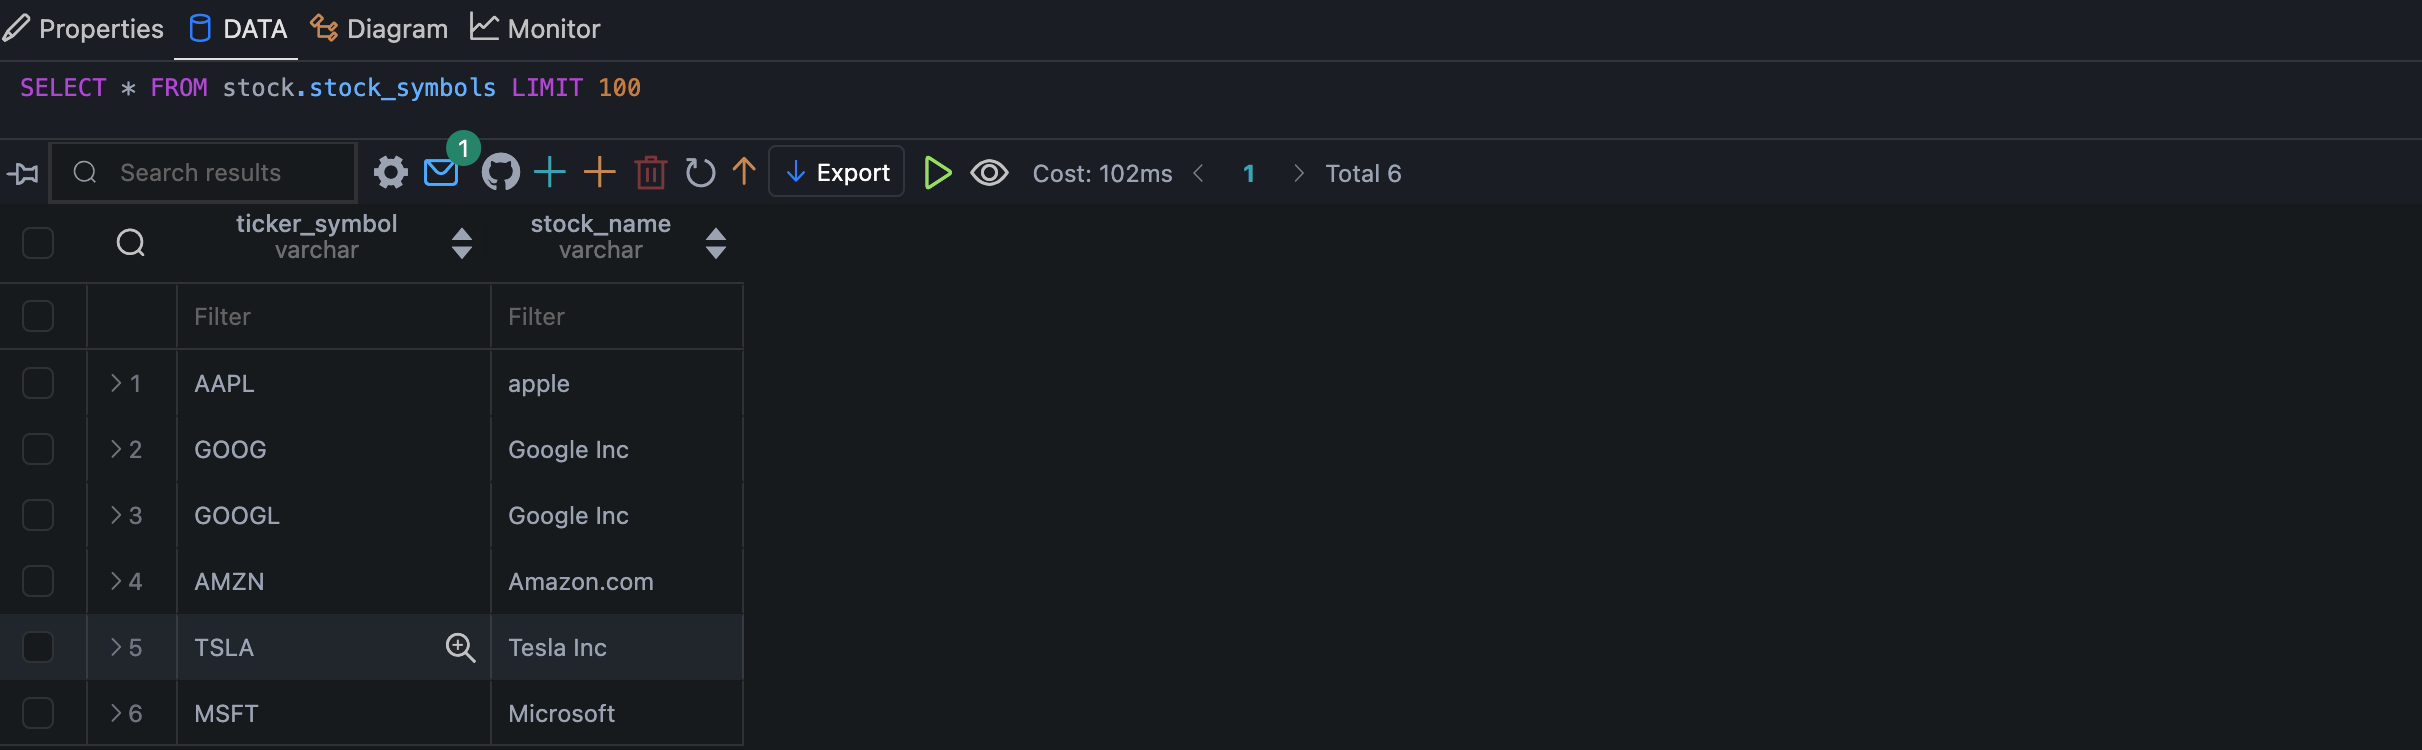 Properties DATA Diagram Monitor
SELECT * FROM stock.stock_symbols LIMIT 100
1
Search results Export Cost: 102ms 1 Total 6
ticker_symbol stock_name
varchar varchar
Filter Filter
1 AAPL apple
2 GOOG Google Inc
3 GOOGL Google Inc
4 AMZN Amazon.com
5 TSLA Tesla Inc
6 MSFT Microsoft